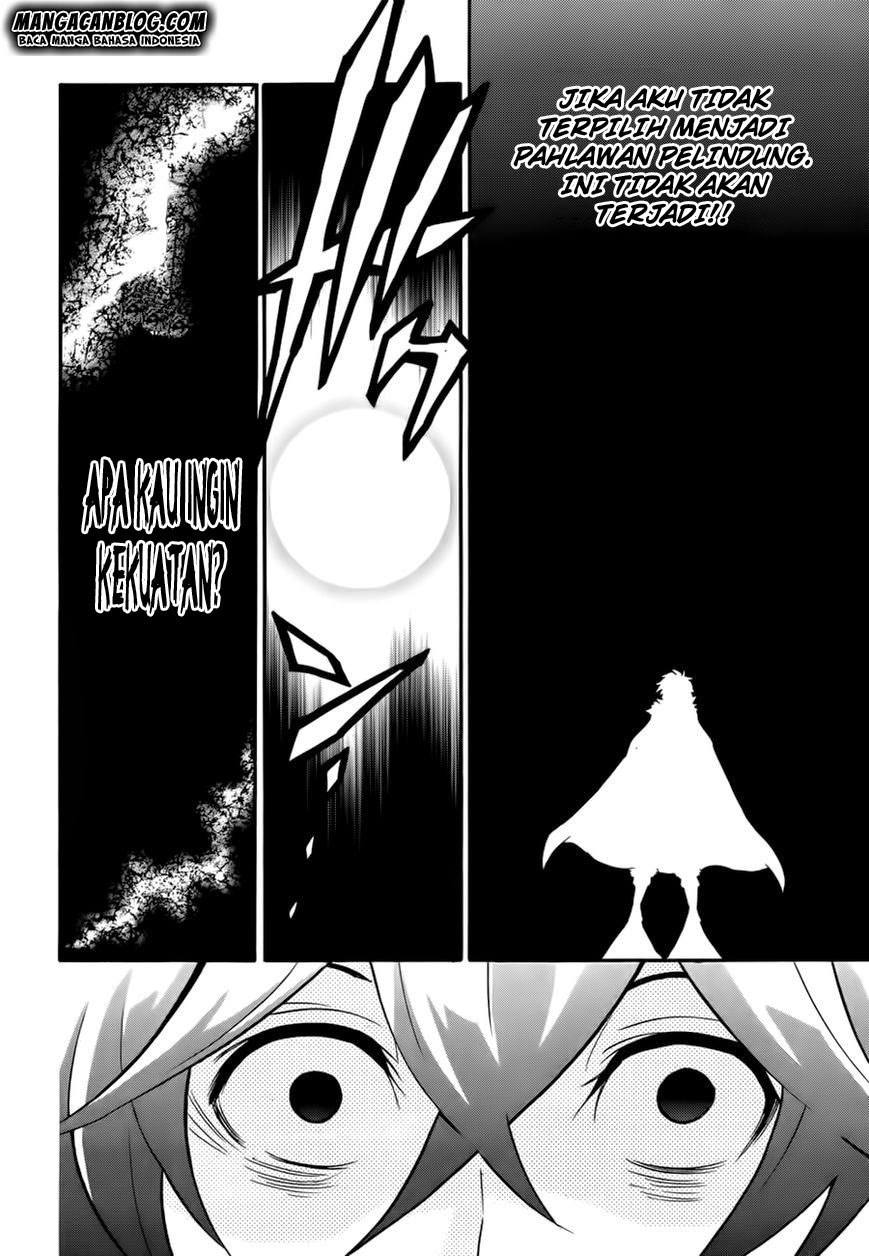 MANGACANBLOG.COM
BACA MANGA BAHASA INDONESIA
JIKA AKU TIDAK
TERPILIH MENJADI
PAHLAWAN PELINDUNG.
INI TIDAK AKAN
TERJADI!!
APA KAU INGIN
KEKUATAN?